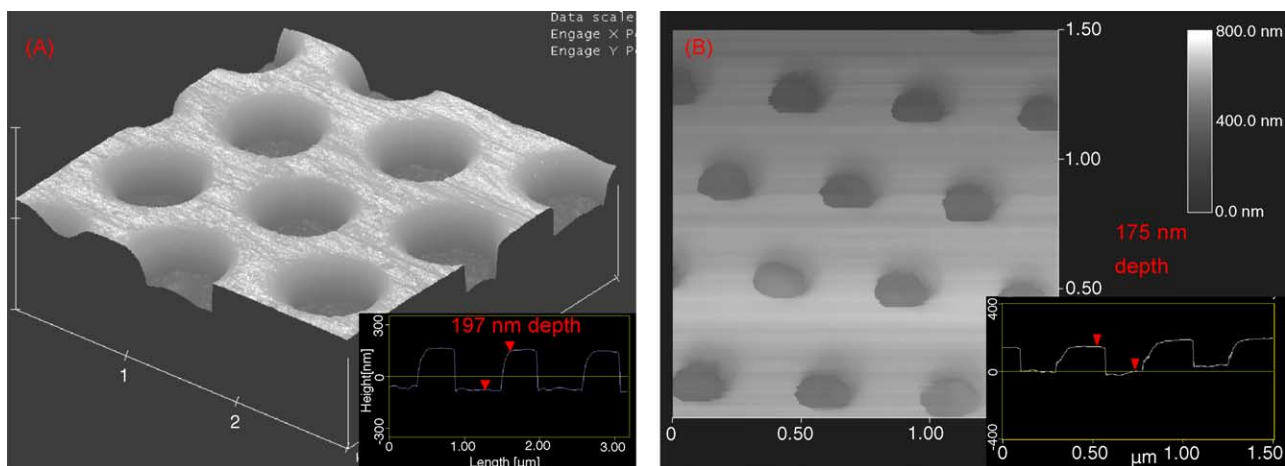 (A)
Data scale
Engage X P
Engage Y P
1
2
197 nm depth
Height[nm]
300
0
-300
0
1.00
2.00
3.00
Length [µm]
(B)
1.50
1.00
0.50
0
0.50
1.00
800.0 nm
400.0 nm
0.0 nm
175 nm
depth
400
0
-400
0
0.50
µm
1.00
1.50